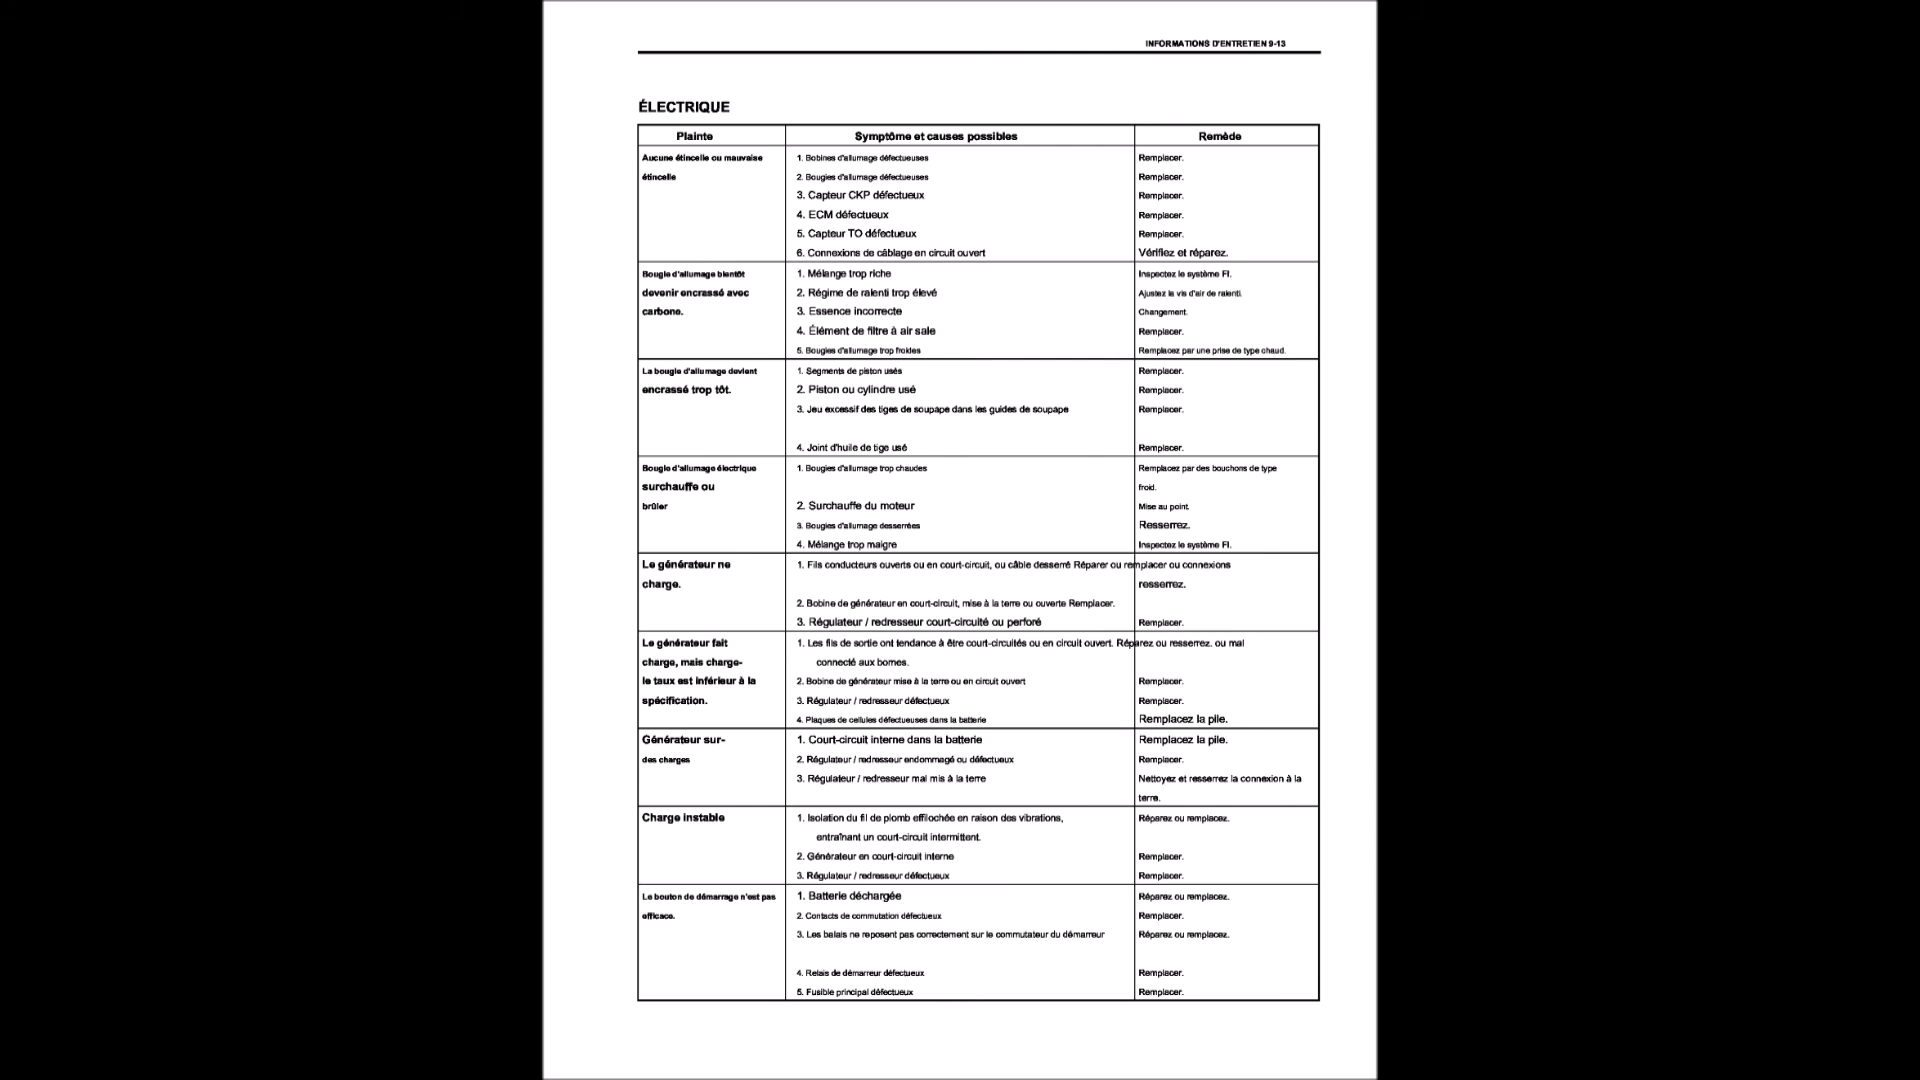 INFORMATIONS D'ENTRETIEN 9-13
ÉLECTRIQUE
Plainte Symptôme et causes possibles Remède
Aucune étincelle ou mauvaise 1. Bobines d'allumage défectueuses Remplacer.
étincelle 2. Bougies d'allumage défectueuses Remplacer.
3. Capteur CKP défectueux Remplacer.
4. ECM défectueux Remplacer.
5. Capteur TO défectueux Remplacer.
6. Connexions de câblage en circuit ouvert Vérifiez et réparez.
Bougie d'allumage bientôt 1. Mélange trop riche Inspectez le système FI.
devenir encrassé avec 2. Régime de ralenti trop élevé Ajustez la vis d'air de ralenti.
carbone. 3. Essence incorrecte Changement.
4. Élément de filtre à air sale Remplacer.
5. Bougies d'allumage trop froides Remplacez par une prise de type chaud.
La bougie d'allumage devient 1. Segments de piston usés Remplacer.
encrassé trop tôt. 2. Piston ou cylindre usé Remplacer.
3. Jeu excessif des tiges de soupape dans les guides de soupape Remplacer.
4. Joint d'huile de tige usé Remplacer.
Bougie d'allumage électrique 1. Bougies d'allumage trop chaudes Remplacez par des bouchons de type
surchauffe ou froid.
brûler 2. Surchauffe du moteur Mise au point.
3. Bougies d'allumage desserrées Resserrez.
4. Mélange trop maigre Inspectez le système FI.
Le générateur ne 1. Fils conducteurs ouverts ou en court-circuit, ou câble desserré Réparer ou remplacer ou connexions
charge. resserrez.
2. Bobine de générateur en court-circuit, mise à la terre ou ouverte Remplacer.
3. Régulateur / redresseur court-circuité ou perforé Remplacer.
Le générateur fait 1. Les fils de sortie ont tendance à être court-circuités ou en circuit ouvert. Réparez ou resserrez. ou mal
charge, mais charge- connecté aux bornes.
le taux est inférieur à la 2. Bobine de générateur mise à la terre ou en circuit ouvert Remplacer.
spécification. 3. Régulateur / redresseur défectueux Remplacer.
4. Plaques de cellules défectueuses dans la batterie Remplacez la pile.
Générateur sur- 1. Court-circuit interne dans la batterie Remplacez la pile.
des charges 2. Régulateur / redresseur endommagé ou défectueux Remplacer.
3. Régulateur / redresseur mal mis à la terre Nettoyez et resserrez la connexion à la
terre.
Charge instable 1. Isolation du fil de plomb effilochée en raison des vibrations, Réparez ou remplacez.
entraînant un court-circuit intermittent.
2. Générateur en court-circuit interne Remplacer.
3. Régulateur / redresseur défectueux Remplacer.
Le bouton de démarrage n'est pas 1. Batterie déchargée Réparez ou remplacez.
efficace. 2. Contacts de commutation défectueux Remplacer.
3. Les balais ne reposent pas correctement sur le commutateur du démarreur Réparez ou remplacez.
4. Relais de démarreur défectueux Remplacer.
5. Fusible principal défectueux Remplacer.